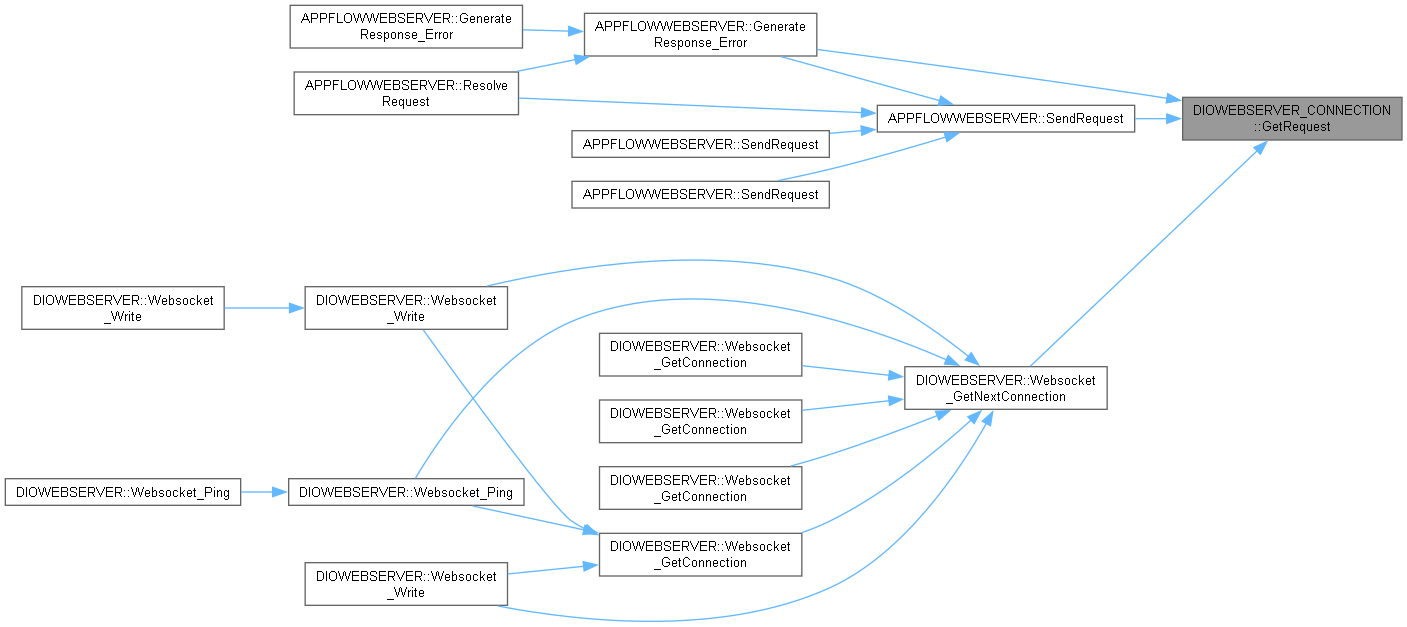 APPFLOWWEBSERVER::Generate
Response_Error
APPFLOWWEBSERVER::Generate
Response_Error
APPFLOWWEBSERVER::Resolve
Request
DIOWEBSERVER_CONNECTION
::GetRequest
APPFLOWWEBSERVER::SendRequest
APPFLOWWEBSERVER::SendRequest
APPFLOWWEBSERVER::SendRequest
DIOWEBSERVER::Websocket
_Write
DIOWEBSERVER::Websocket
_Write
DIOWEBSERVER::Websocket
_GetConnection
DIOWEBSERVER::Websocket
_GetNextConnection
DIOWEBSERVER::Websocket
_GetConnection
DIOWEBSERVER::Websocket
_GetConnection
DIOWEBSERVER::Websocket_Ping
DIOWEBSERVER::Websocket_Ping
DIOWEBSERVER::Websocket
_GetConnection
DIOWEBSERVER::Websocket
_Write